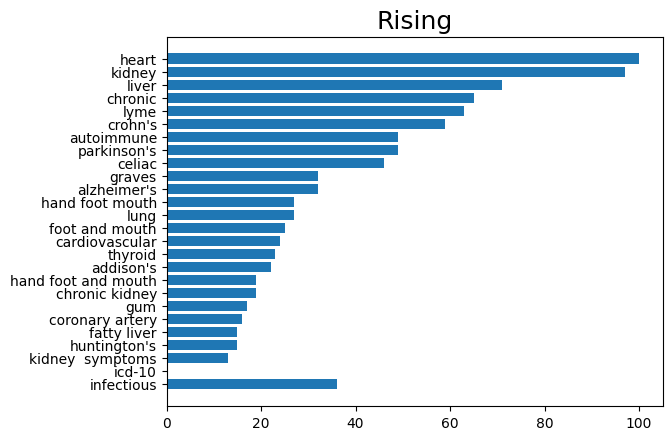 Rising
heart
kidney
liver
chronic
lyme
crohn's
autoimmune
parkinson's
celiac
graves
alzheimer's
hand foot mouth
lung
foot and mouth
cardiovascular
thyroid
addison's
hand foot and mouth
chronic kidney
gum
coronary artery
fatty liver
huntington's
kidney  symptoms
icd-10
infectious
0 20 40 60 80 100